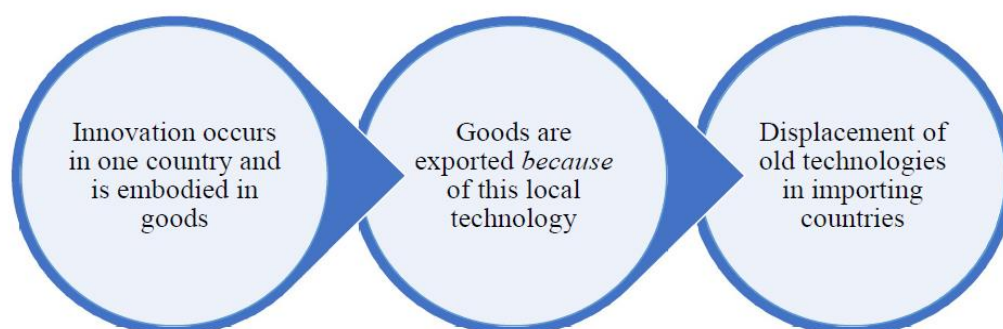 Innovation occurs
in one country and
is embodied in
goods
Goods are
exported because
of this local
technology
Displacement of
old technologies
in importing
countries